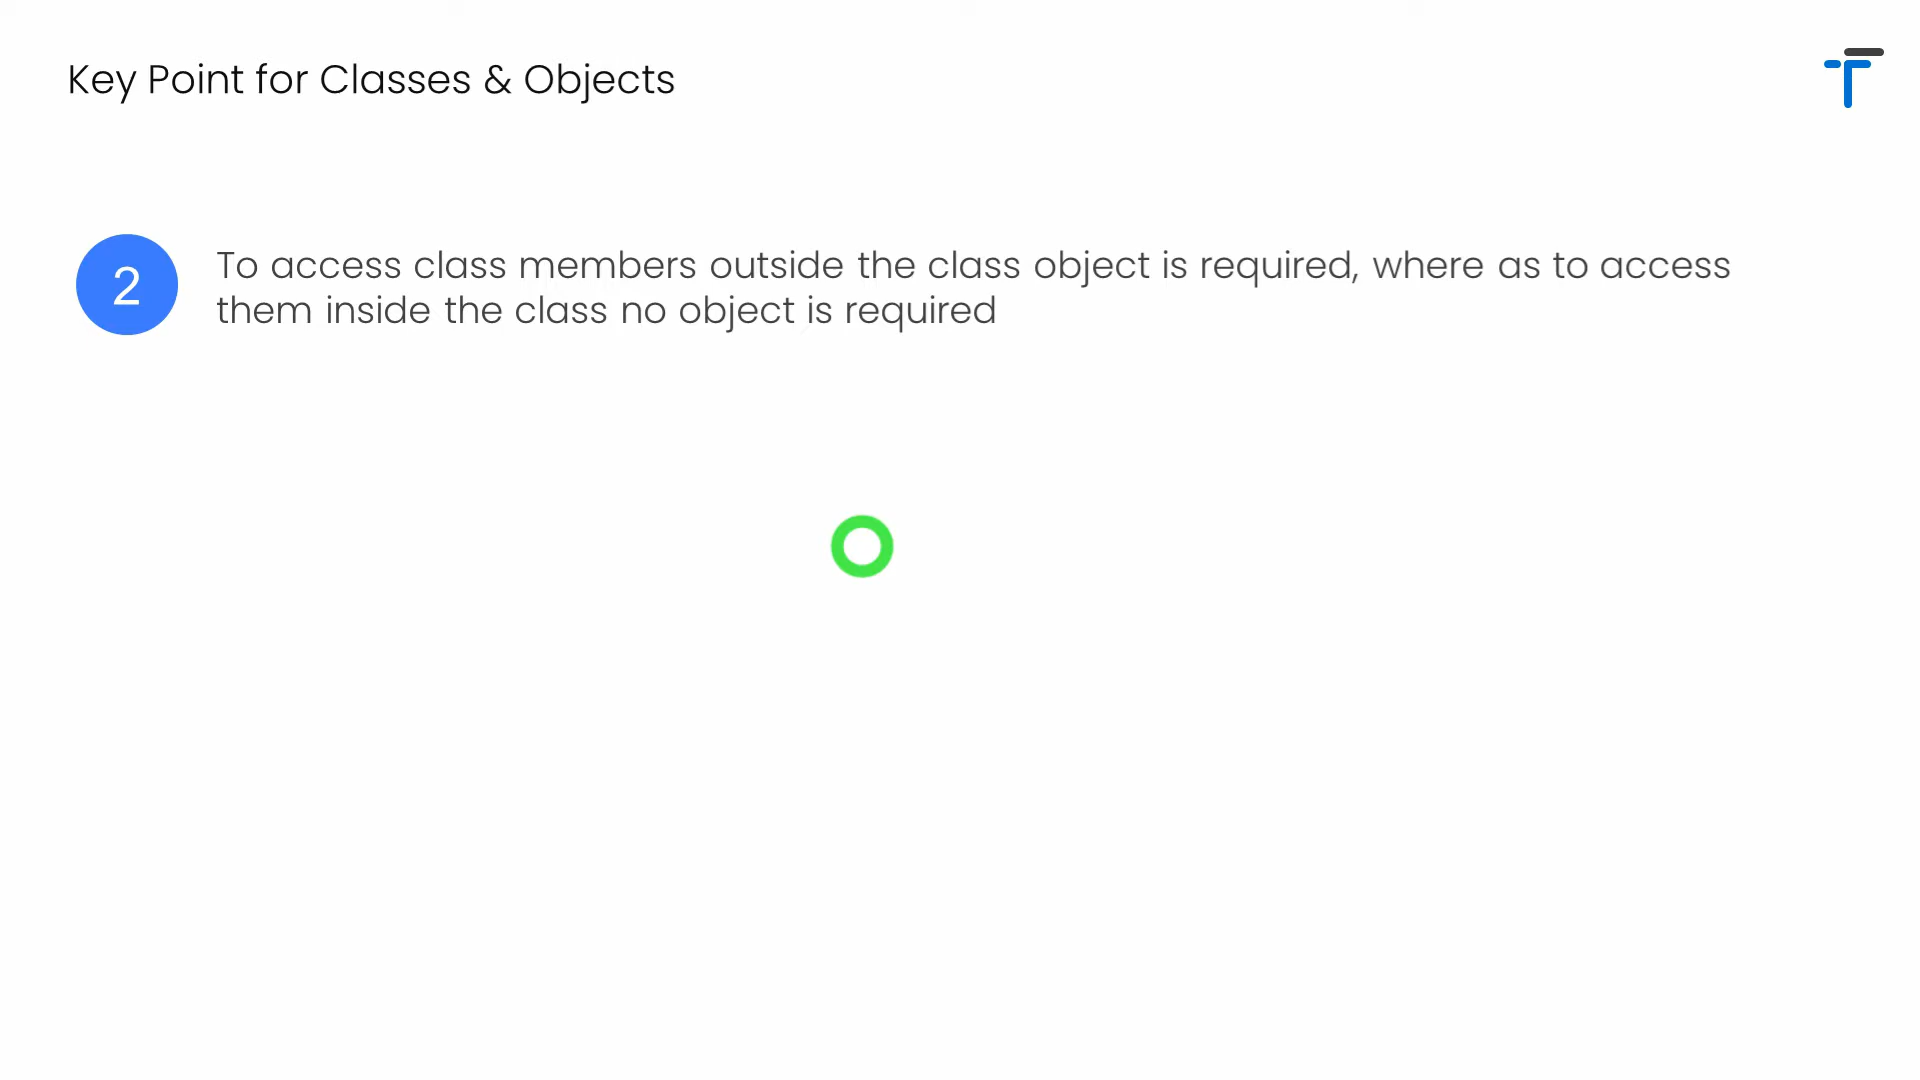 Key Point for Classes & Objects
2
To access class members outside the class object is required, where as to access
them inside the class no object is required